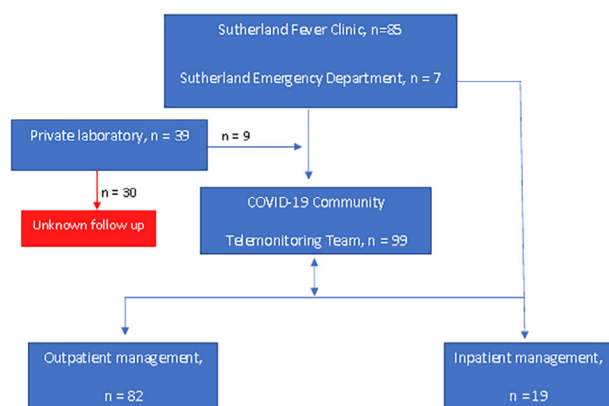 Sutherland Fever Clinic, n=85
Sutherland Emergency Department, n = 7
Private laboratory, n = 39
n = 9
n = 30
Unknown follow up
COVID-19 Community
Telemonitoring Team, n = 99
Outpatient management,
n = 82
Inpatient management,
n = 19